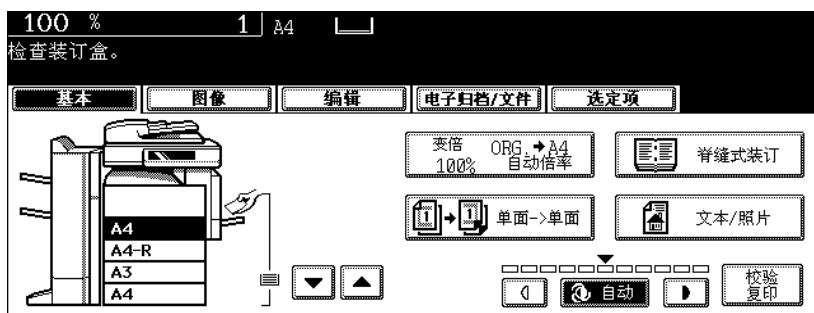 100 % 1 A4
检查装订盒。
基本 图像 编辑 电子归档/文件 选定项
变倍 ORG.→A4
100% 自动倍率
脊缝式装订
1→1 单面->单面
文本/照片
A4
A4-R
A3
A4
自动
校验
复印